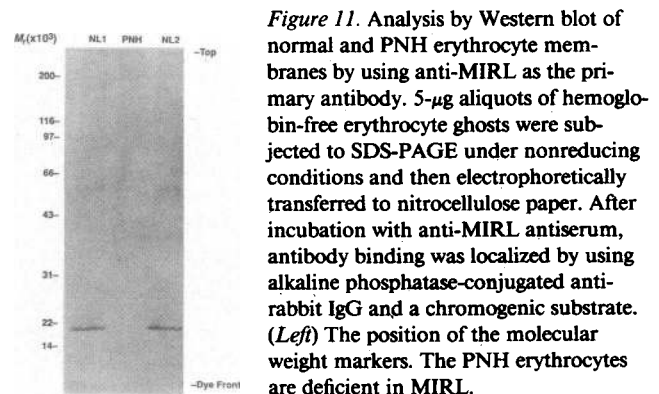 Mr(x10³) NL1 PNH NL2
–Top
200–
116–
97–
66–
43–
31–
22–
14–
–Dye Front
Figure 11. Analysis by Western blot of
normal and PNH erythrocyte mem-
branes by using anti-MIRL as the pri-
mary antibody. 5-μg aliquots of hemoglo-
bin-free erythrocyte ghosts were sub-
jected to SDS-PAGE under nonreducing
conditions and then electrophoretically
transferred to nitrocellulose paper. After
incubation with anti-MIRL antiserum,
antibody binding was localized by using
alkaline phosphatase-conjugated anti-
rabbit IgG and a chromogenic substrate.
(Left) The position of the molecular
weight markers. The PNH erythrocytes
are deficient in MIRL.